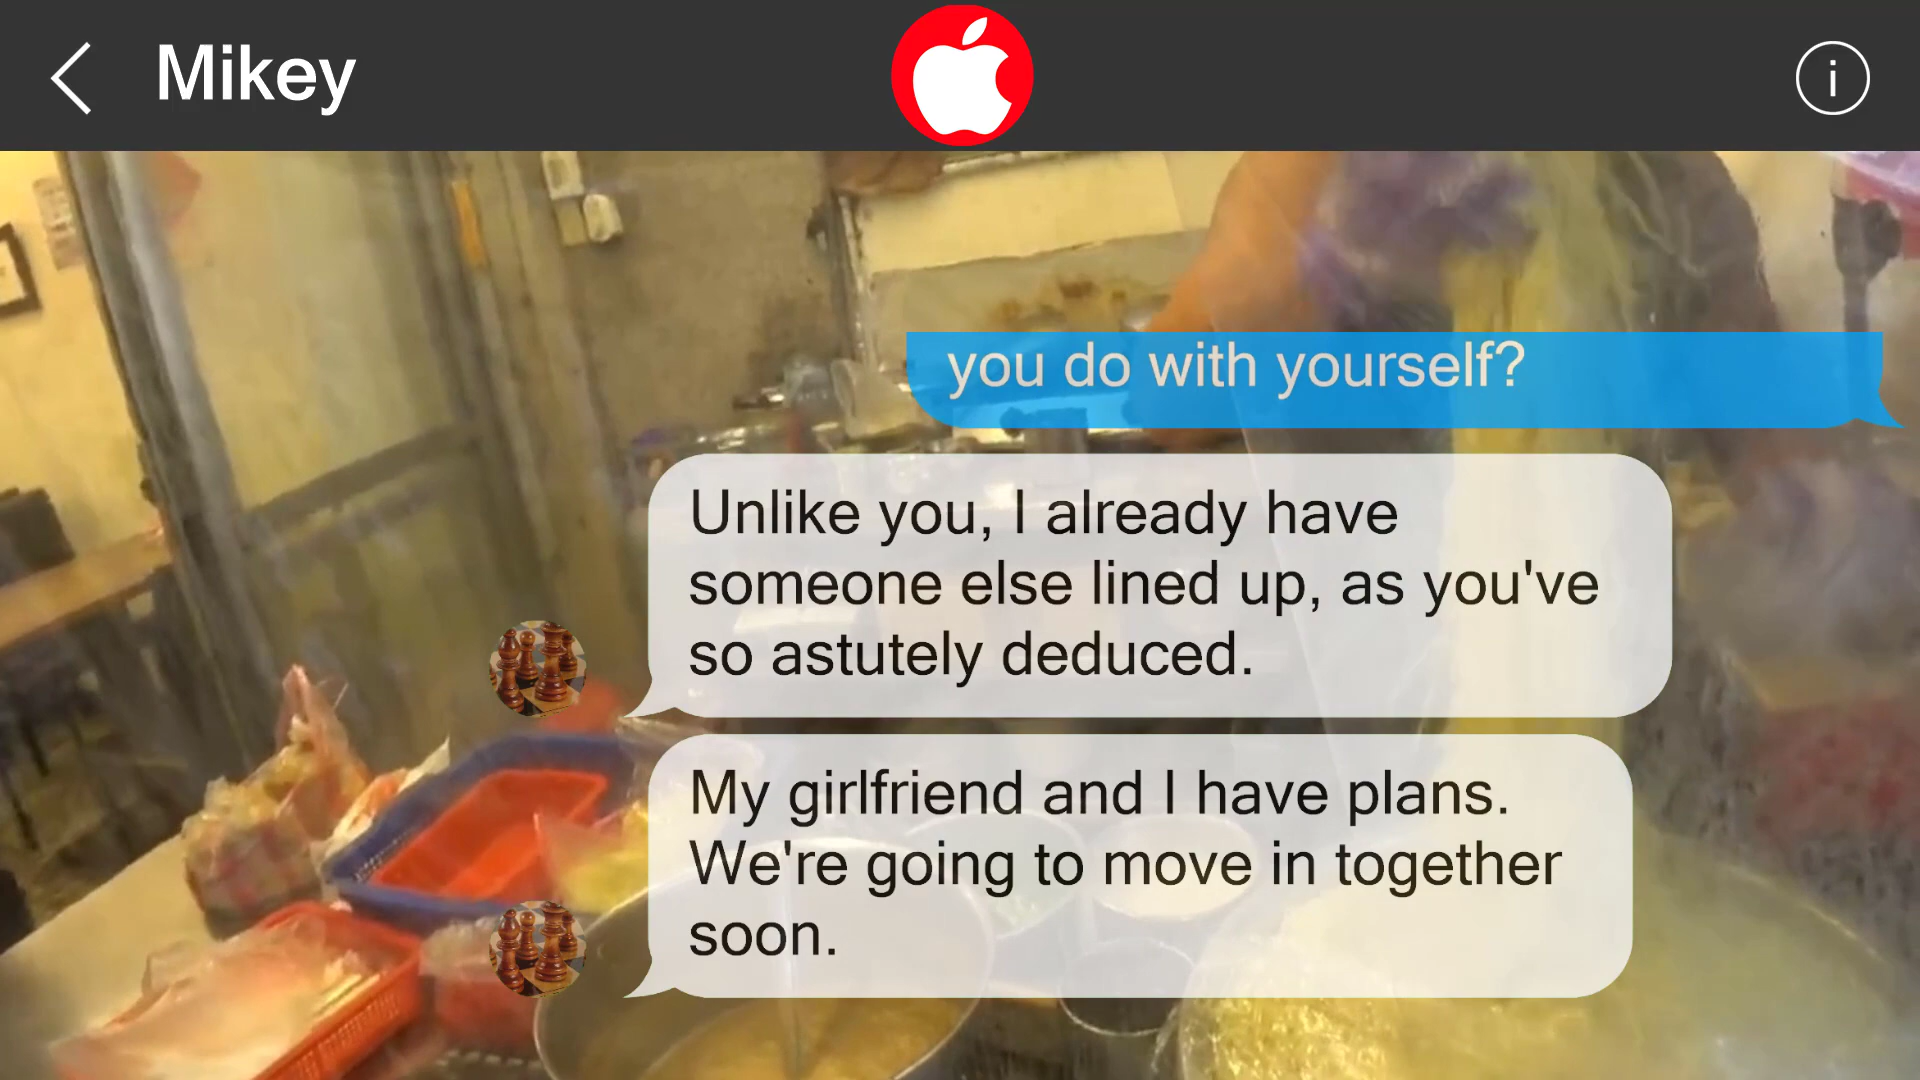 Mikey
you do with yourself?
Unlike you, I already have
someone else lined up, as you've
so astutely deduced.
My girlfriend and I have plans.
We're going to move in together
soon.